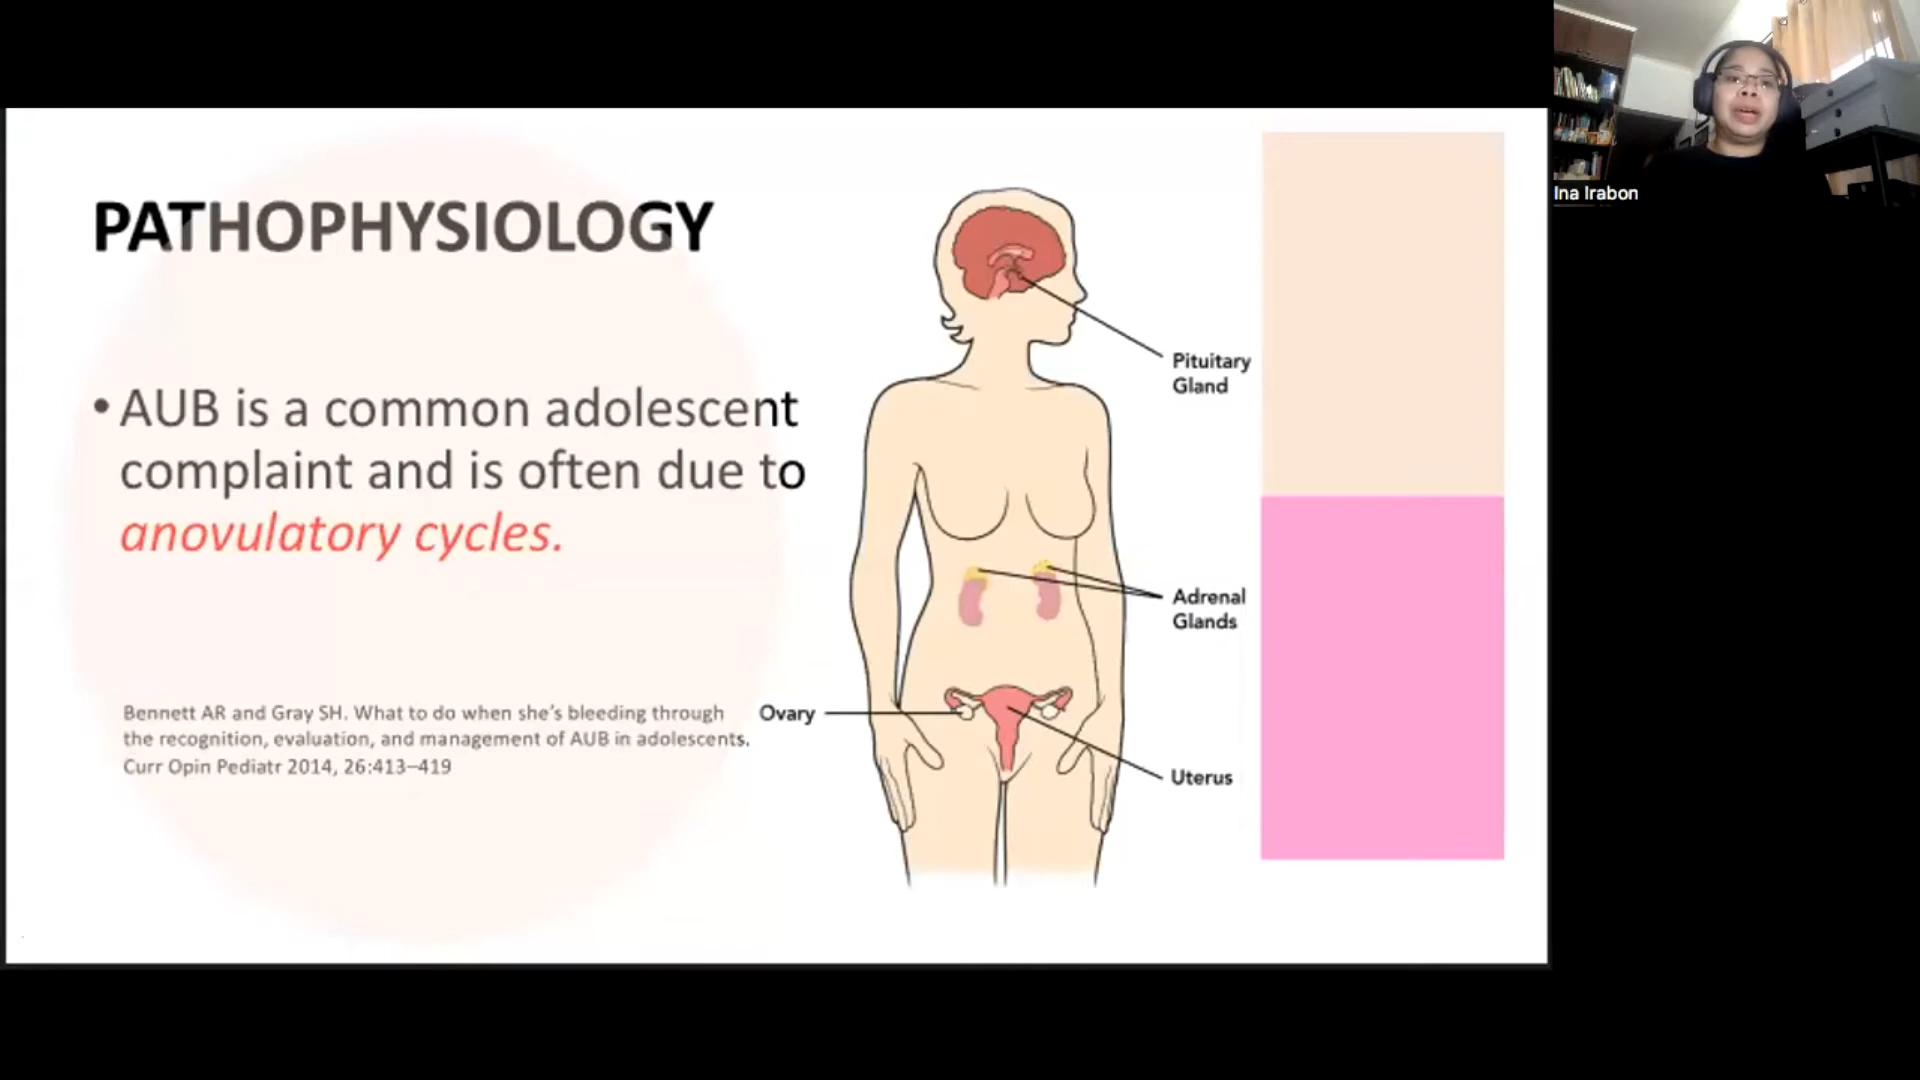 PATHOPHYSIOLOGY
• AUB is a common adolescent
complaint and is often due to
anovulatory cycles.
Bennett AR and Gray SH. What to do when she’s bleeding through
the recognition, evaluation, and management of AUB in adolescents.
Curr Opin Pediatr 2014, 26:413–419
Pituitary
Gland
Adrenal
Glands
Ovary
Uterus
Ina Irabon